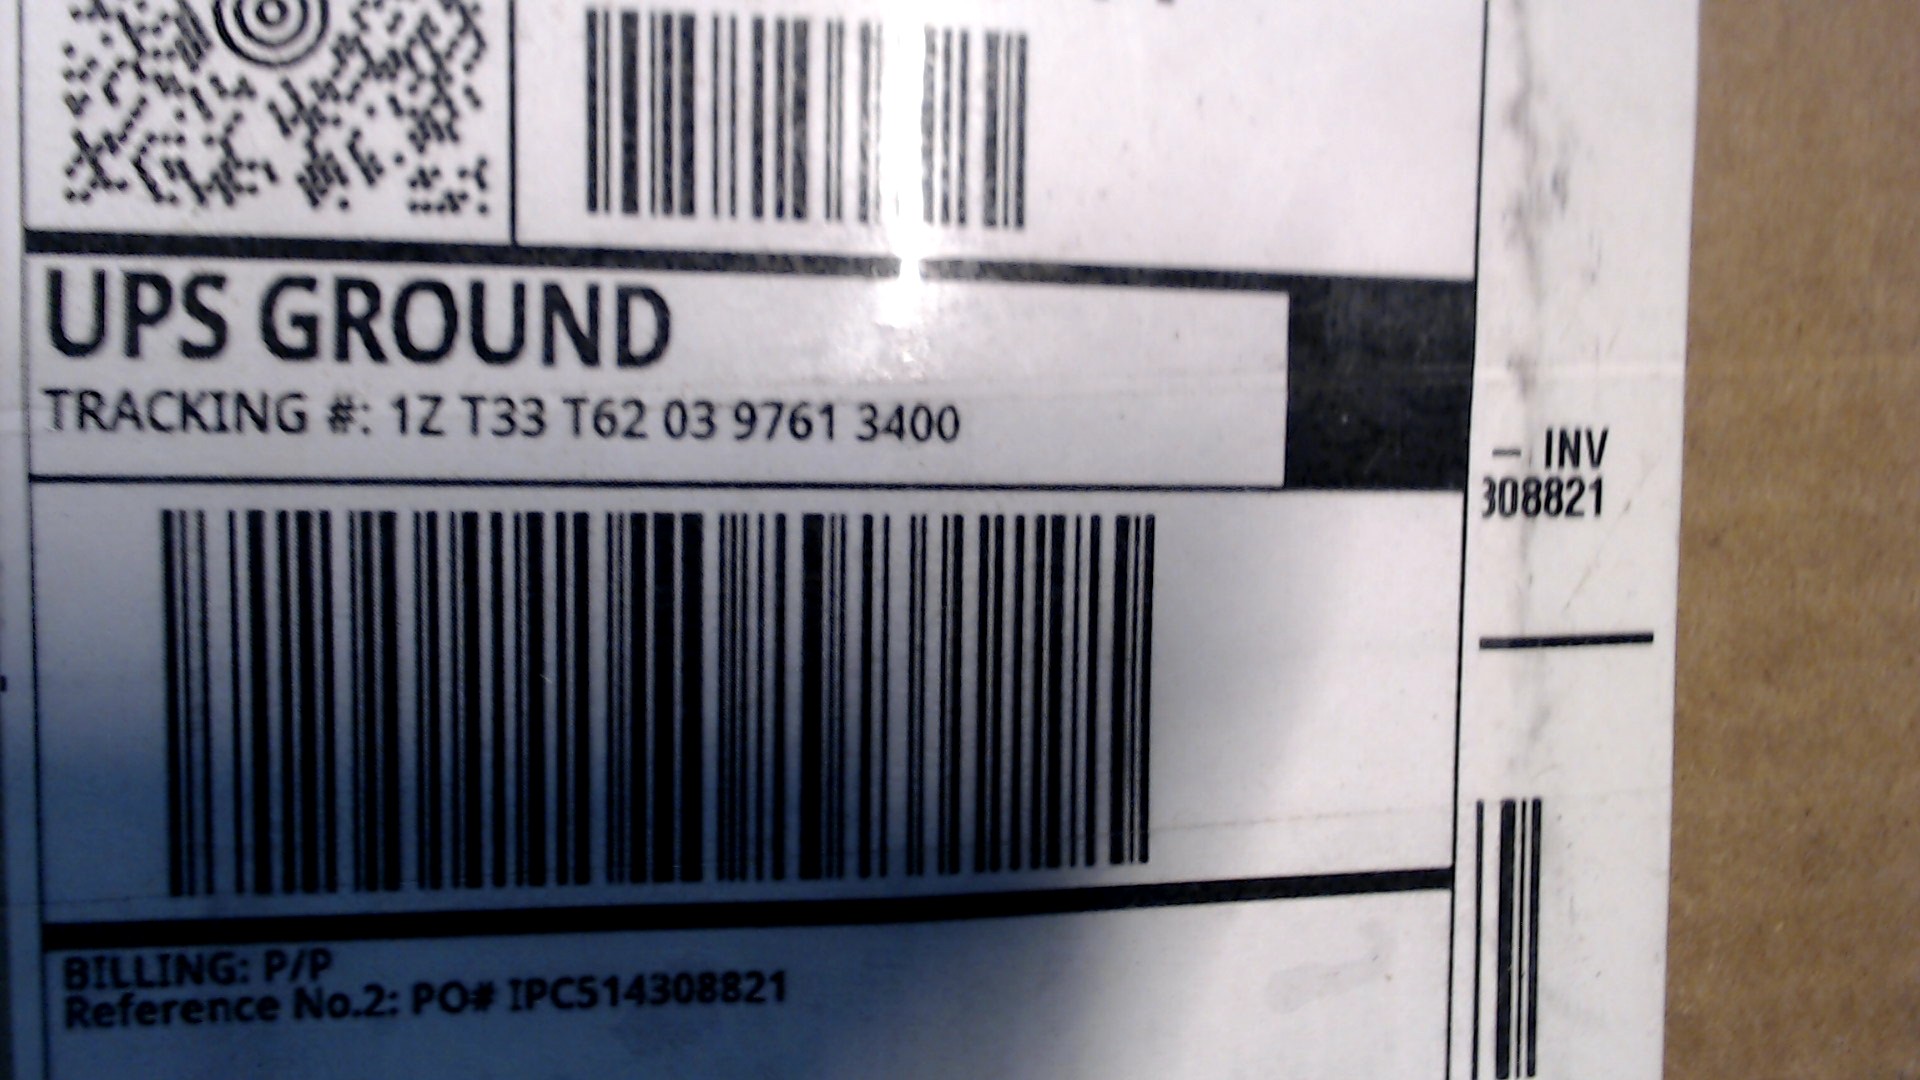 UPS GROUND
TRACKING #: 1Z T33 T62 03 9761 3400
— INV
308821
BILLING: P/P
Reference No.2: PO# IPC514308821